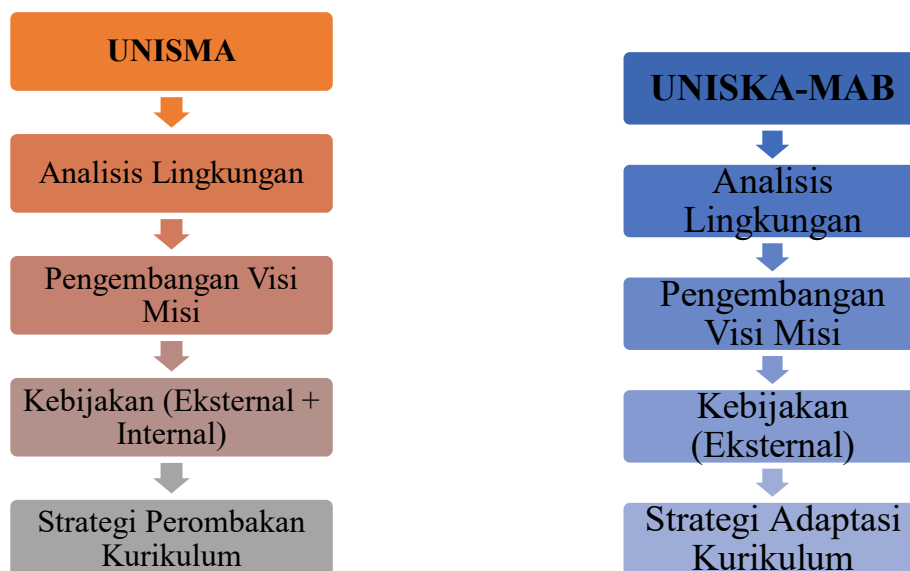 UNISMA
Analisis Lingkungan
Pengembangan Visi
Misi
Kebijakan (Eksternal +
Internal)
Strategi Perombakan
Kurikulum
UNISKA-MAB
Analisis
Lingkungan
Pengembangan
Visi Misi
Kebijakan
(Eksternal)
Strategi Adaptasi
Kurikulum